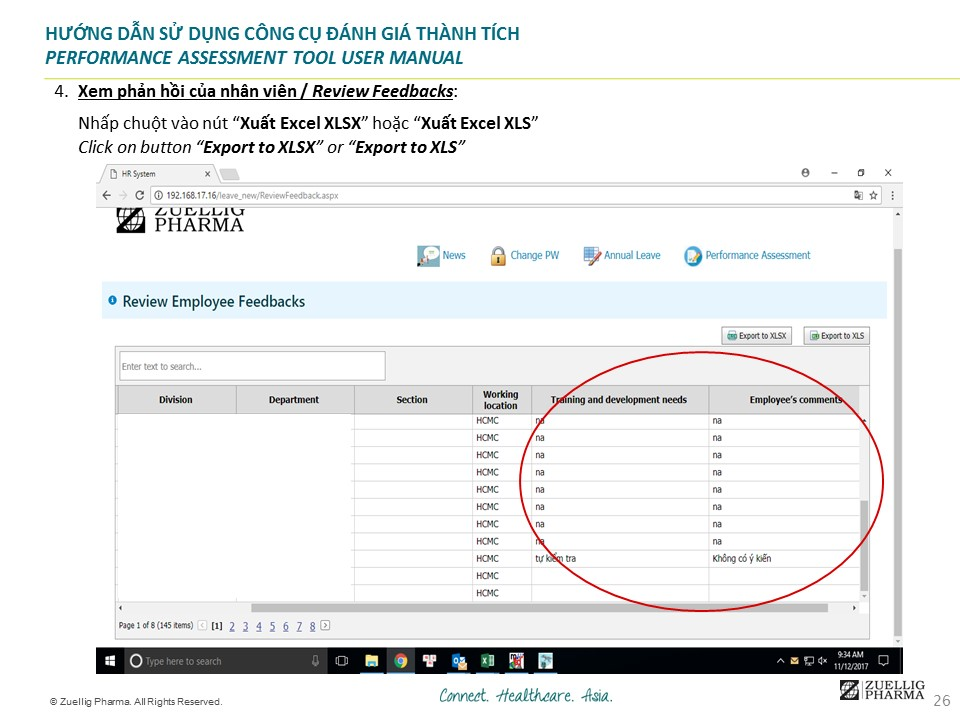 HƯỚNG DẪN SỬ DỤNG CÔNG CỤ ĐÁNH GIÁ THÀNH TÍCH
PERFORMANCE ASSESSMENT TOOL USER MANUAL
4. Xem phản hồi của nhân viên / Review Feedbacks:
Nhấp chuột vào nút “Xuất Excel XLSX” hoặc “Xuất Excel XLS”
Click on button “Export to XLSX” or “Export to XLS”
HR System
192.168.17.16/leave_new/ReviewFeedback.aspx
ZUELLIG
PHARMA
News Change PW Annual Leave Performance Assessment
Review Employee Feedbacks
Export to XLSX Export to XLS
Enter text to search...
Division Department Section Working location Training and development needs Employee's comments
HCMC na na
HCMC na na
HCMC na na
HCMC na na
HCMC na na
HCMC na na
HCMC na na
HCMC na na
HCMC tự kiểm tra Không có ý kiến
HCMC
HCMC
Page 1 of 8 (145 items) [1] 2 3 4 5 6 7 8
Type here to search
9:34 AM
11/12/2017
© Zuellig Pharma. All Rights Reserved.
Connect. Healthcare. Asia.
ZUELLIG
PHARMA
26